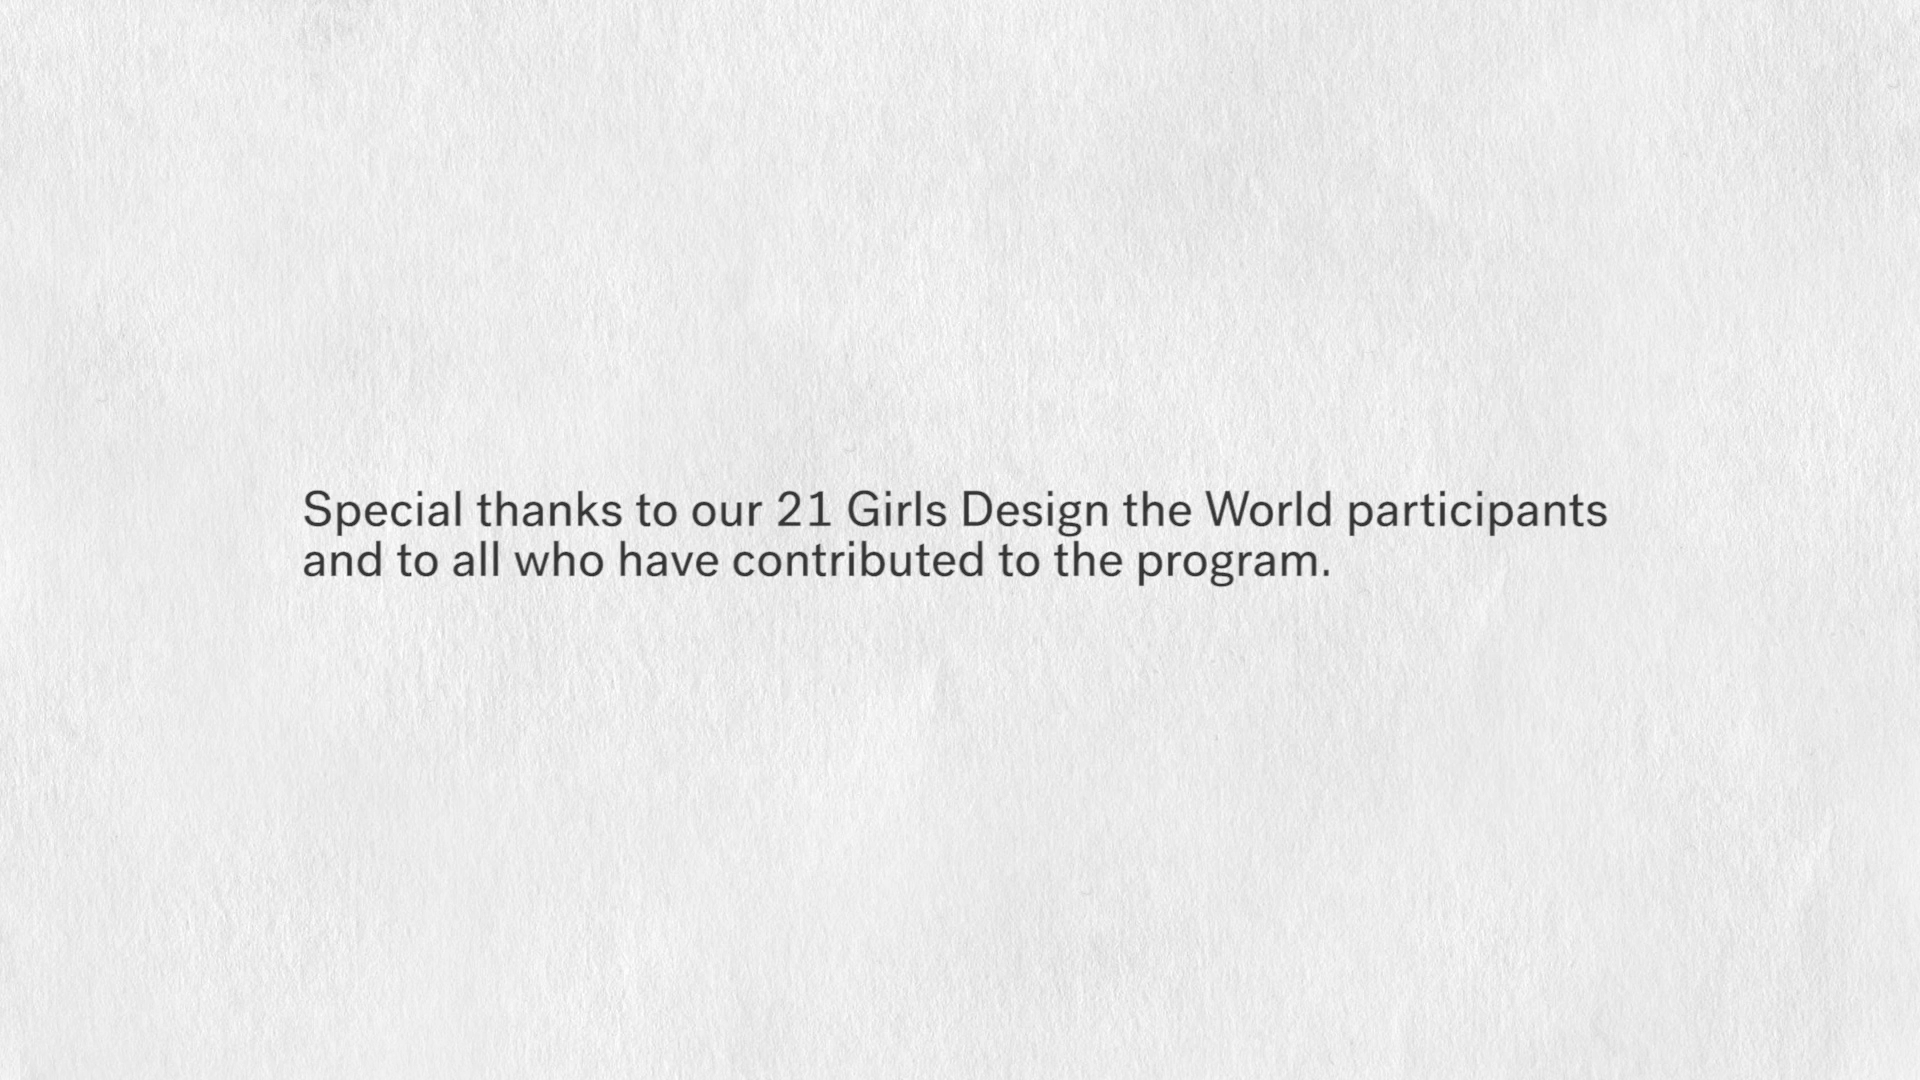 Special thanks to our 21 Girls Design the World participants
and to all who have contributed to the program.